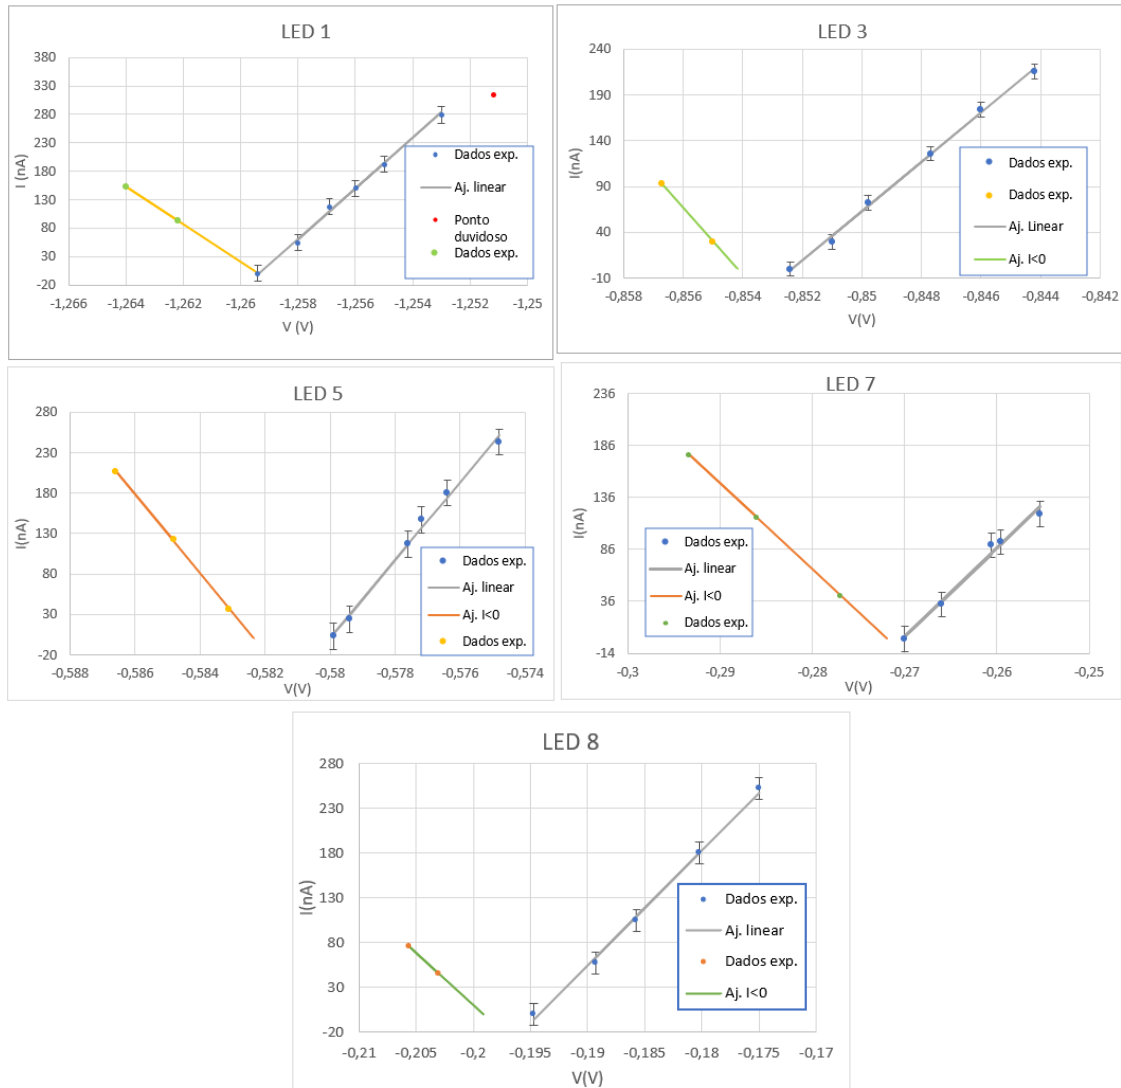 LED 1
380
330
280
230
180
130
80
30
-20
I (nA)
-1,266
-1,264
-1,262
-1,26
-1,258
-1,256
-1,254
-1,252
-1,25
V (V)
Dados exp.
Aj. linear
Ponto
duvidoso
Dados exp.
LED 3
240
190
140
90
40
-10
I(nA)
-0,858
-0,856
-0,854
-0,852
-0,85
-0,848
-0,846
-0,844
-0,842
V(V)
Dados exp.
Dados exp.
Aj. Linear
Aj. I<0
LED 5
280
230
180
130
80
30
-20
I(nA)
-0,588
-0,586
-0,584
-0,582
-0,58
-0,578
-0,576
-0,574
V(V)
Dados exp.
Aj. linear
Aj. I<0
Dados exp.
LED 7
236
186
136
86
36
-14
I(nA)
-0,3
-0,29
-0,28
-0,27
-0,26
-0,25
V(V)
Dados exp.
Aj. linear
Aj. I<0
Dados exp.
LED 8
280
230
180
130
80
30
-20
I(nA)
-0,21
-0,205
-0,2
-0,195
-0,19
-0,185
-0,18
-0,175
-0,17
V(V)
Dados exp.
Aj. linear
Dados exp.
Aj. I<0